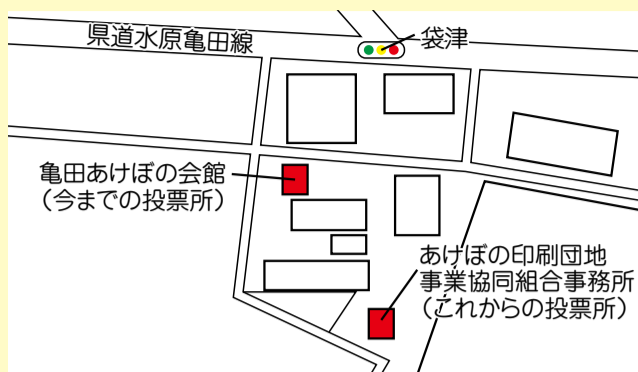 県道水原亀田線
袋津
亀田あけぼの会館
（今までの投票所）
あけぼの印刷団地
事業協同組合事務所
（これからの投票所）